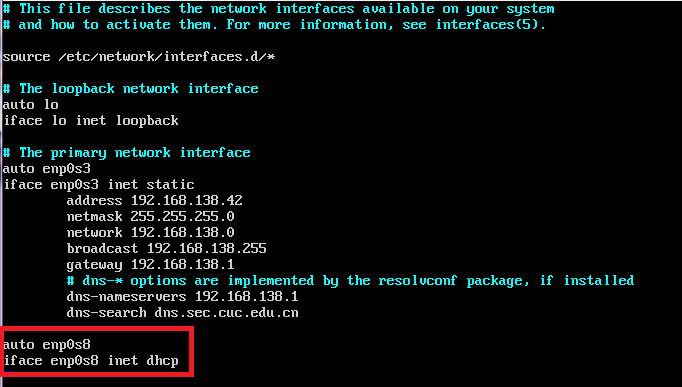 # This file describes the network interfaces available on your system
# and how to activate them. For more information, see interfaces(5).
source /etc/network/interfaces.d/*
# The loopback network interface
auto lo
iface lo inet loopback
# The primary network interface
auto enp0s3
iface enp0s3 inet static
address 192.168.138.42
netmask 255.255.255.0
network 192.168.138.0
broadcast 192.168.138.255
gateway 192.168.138.1
# dns-* options are implemented by the resolvconf package, if installed
dns-nameservers 192.168.138.1
dns-search dns.sec.cuc.edu.cn
auto enp0s8
iface enp0s8 inet dhcp